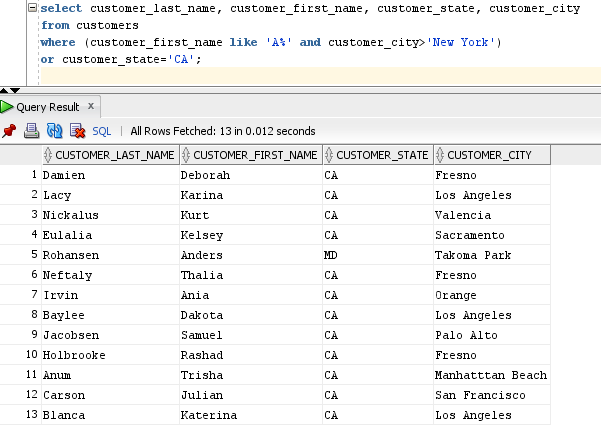 select customer_last_name, customer_first_name, customer_state, customer_city
from customers
where (customer_first_name like 'A%' and customer_city>'New York')
or customer_state='CA';
Query Result x
SQL | All Rows Fetched: 13 in 0.012 seconds
CUSTOMER_LAST_NAME CUSTOMER_FIRST_NAME CUSTOMER_STATE CUSTOMER_CITY
1 Damien Deborah CA Fresno
2 Lacy Karina CA Los Angeles
3 Nickalus Kurt CA Valencia
4 Eulalia Kelsey CA Sacramento
5 Rohansen Anders MD Takoma Park
6 Neftaly Thalia CA Fresno
7 Irvin Ania CA Orange
8 Baylee Dakota CA Los Angeles
9 Jacobsen Samuel CA Palo Alto
10 Holbrooke Rashad CA Fresno
11 Anum Trisha CA Manhatttan Beach
12 Carson Julian CA San Francisco
13 Blanca Katerina CA Los Angeles